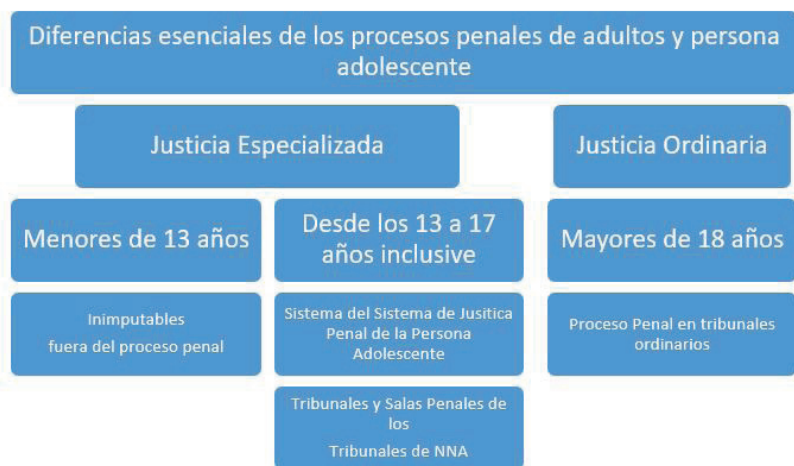 Diferencias esenciales de los procesos penales de adultos y persona
adolescente
Justicia Especializada
Justicia Ordinaria
Menores de 13 años
Desde los 13 a 17
años inclusive
Mayores de 18 años
Inimputables
fuera del proceso penal
Sistema del Sistema de Jusitica
Penal de la Persona
Adolescente
Proceso Penal en tribunales
ordinarios
Tribunales y Salas Penales de
los
Tribunales de NNA